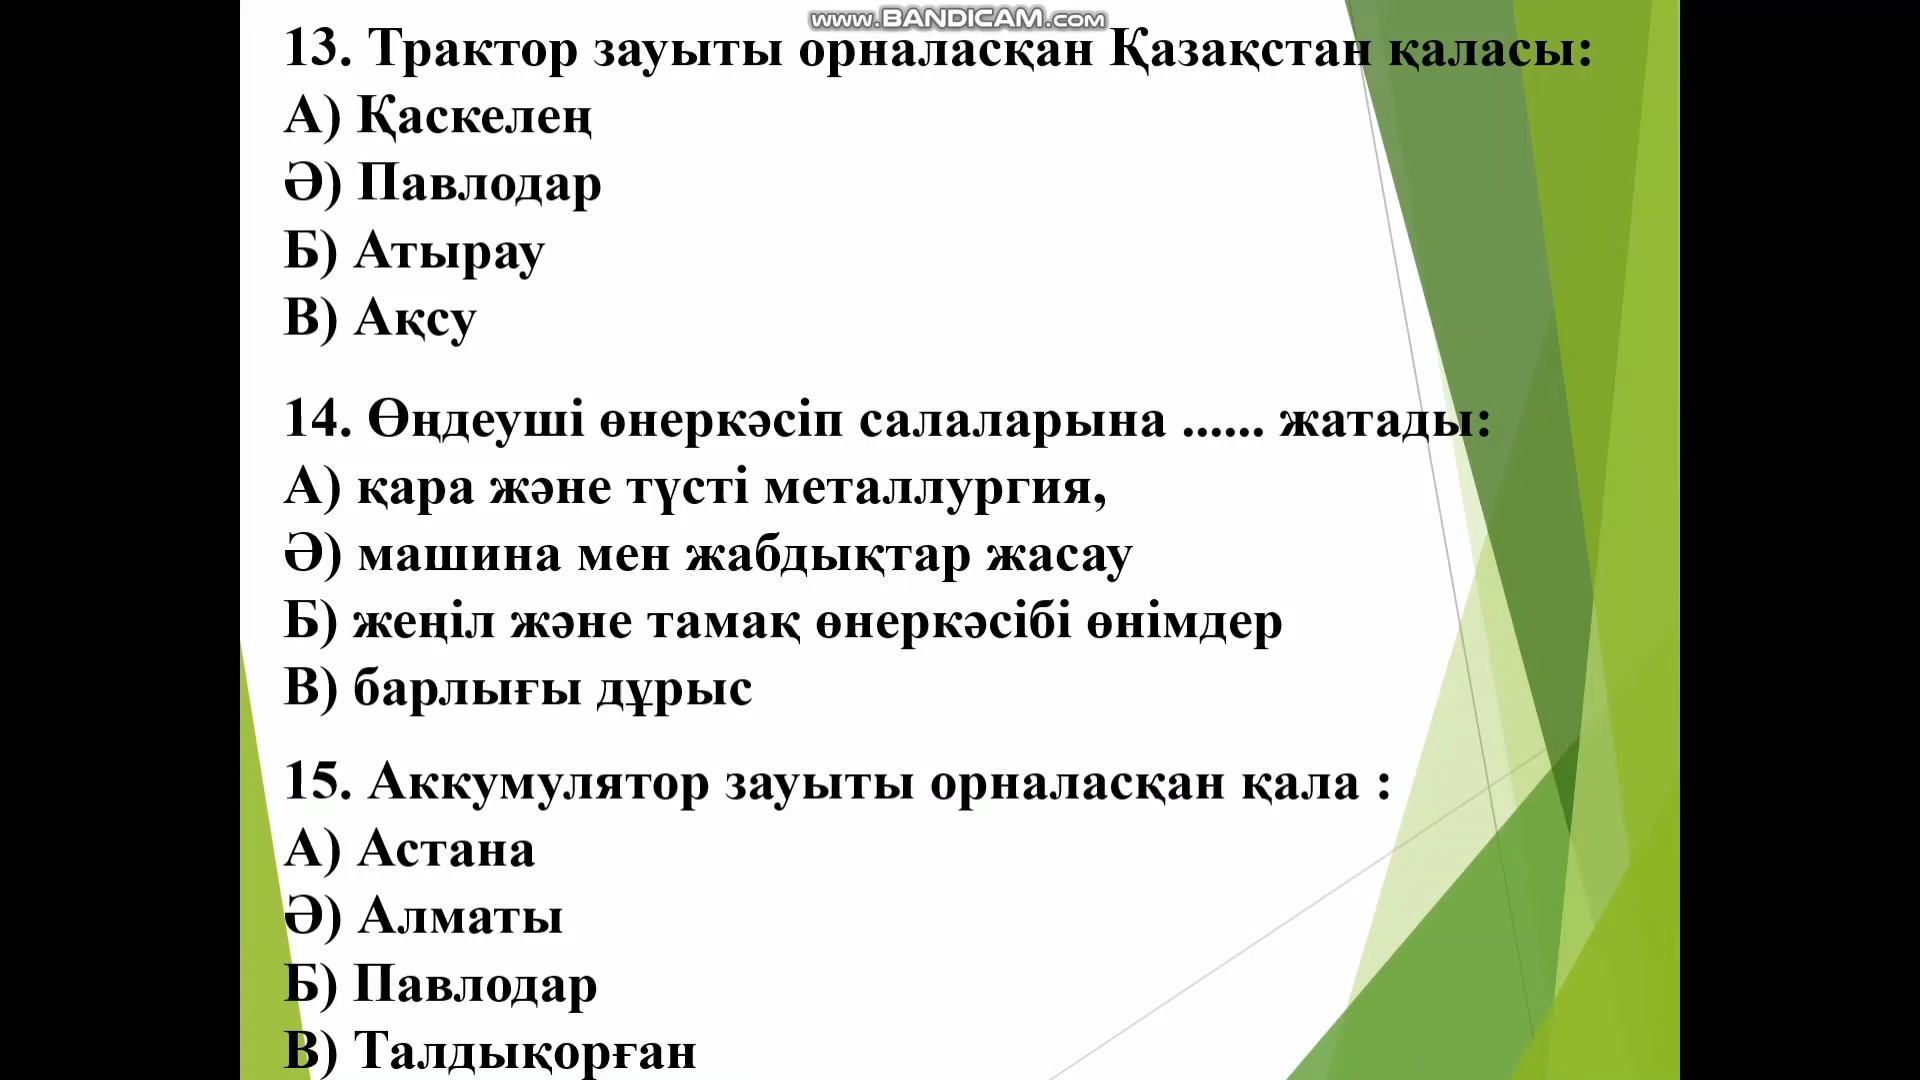 www.BANDICAM.com
13. Трактор зауыты орналасқан Қазақстан қаласы:
А) Қаскелең
Ә) Павлодар
Б) Атырау
В) Ақсу
14. Өңдеуші өнеркәсіп салаларына ...... жатады:
А) қара және түсті металлургия,
Ә) машина мен жабдықтар жасау
Б) жеңіл және тамақ өнеркәсібі өнімдер
В) барлығы дұрыс
15. Аккумулятор зауыты орналасқан қала :
А) Астана
Ә) Алматы
Б) Павлодар
В) Талдықорған